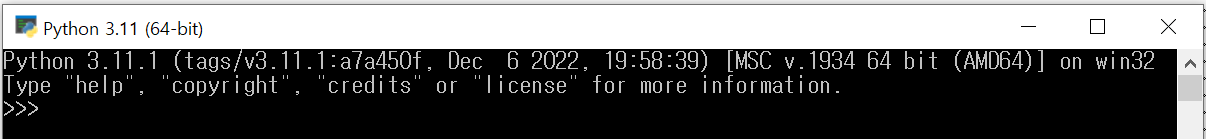 Python 3.11 (64-bit)
Python 3.11.1 (tags/v3.11.1:a7a450f, Dec  6 2022, 19:58:39) [MSC v.1934 64 bit (AMD64)] on win32
Type "help", "copyright", "credits" or "license" for more information.
>>>